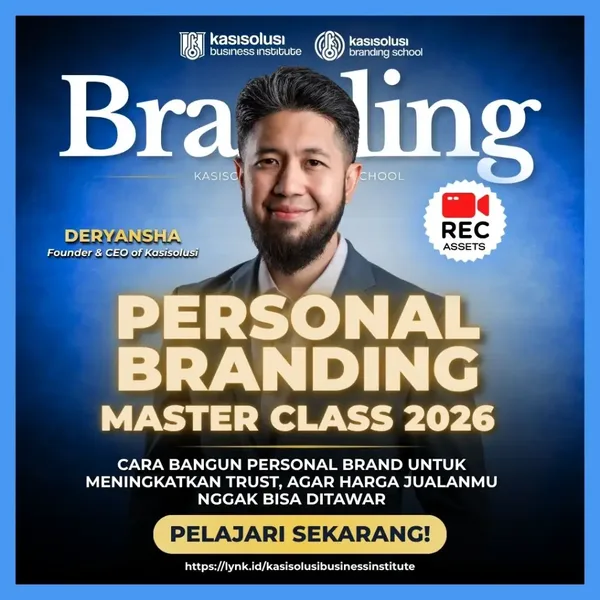 kasisolusi
business institute
kasisolusi
branding school
Bra ding
KASISO SCHOOL
REC
ASSETS
DERYANSHA
Founder & CEO of Kasisolusi
PERSONAL
BRANDING
MASTER CLASS 2026
CARA BANGUN PERSONAL BRAND UNTUK
MENINGKATKAN TRUST, AGAR HARGA JUALANMU
NGGAK BISA DITAWAR
PELAJARI SEKARANG!
https://lynk.id/kasisolusibusinessinstitute